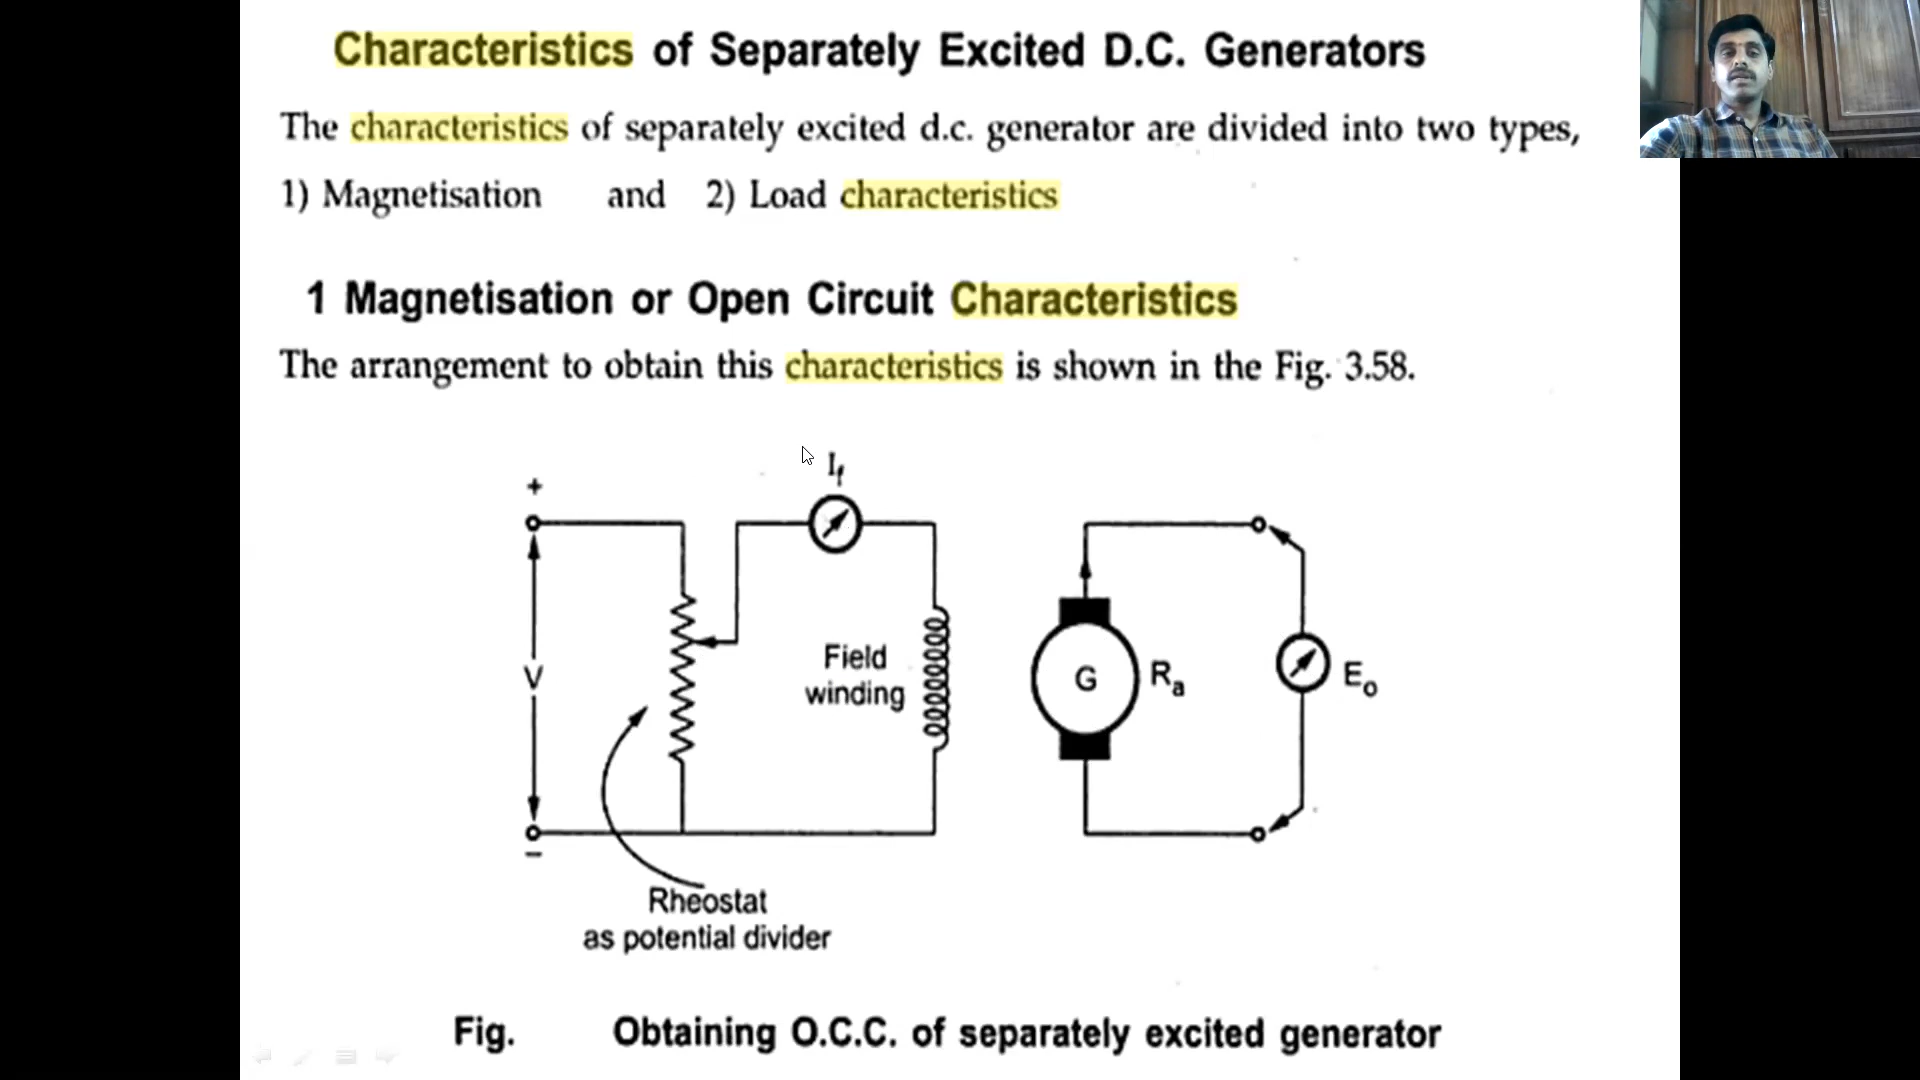 Characteristics of Separately Excited D.C. Generators
The characteristics of separately excited d.c. generator are divided into two types,
1) Magnetisation and 2) Load characteristics
1 Magnetisation or Open Circuit Characteristics
The arrangement to obtain this characteristics is shown in the Fig. 3.58.
If
+
V
−
Field
winding
G
Ra
Eo
Rheostat
as potential divider
Fig. Obtaining O.C.C. of separately excited generator